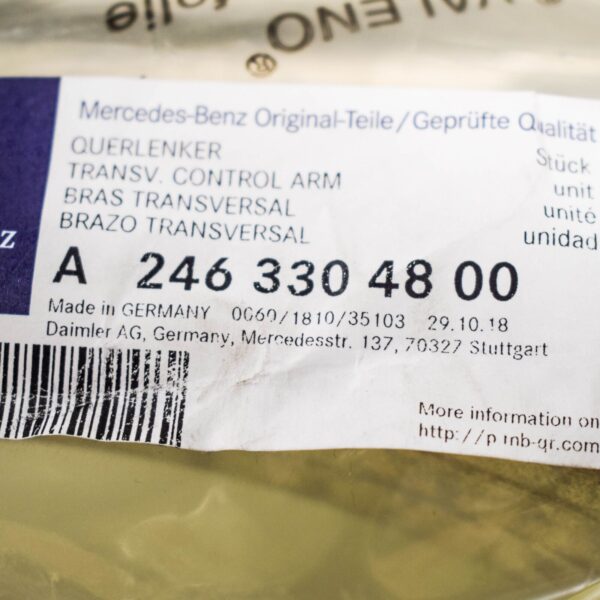 VALENO®
folie
Mercedes-Benz Original-Teile/Geprüfte Qualität
QUERLENKER
TRANSV. CONTROL ARM
BRAS TRANSVERSAL
BRAZO TRANSVERSAL
Stück
unit
unité
unidad
z
A 246 330 48 00
Made in GERMANY 0060/1810/35103 29.10.18
Daimler AG, Germany, Mercedesstr. 137, 70327 Stuttgart
More information on